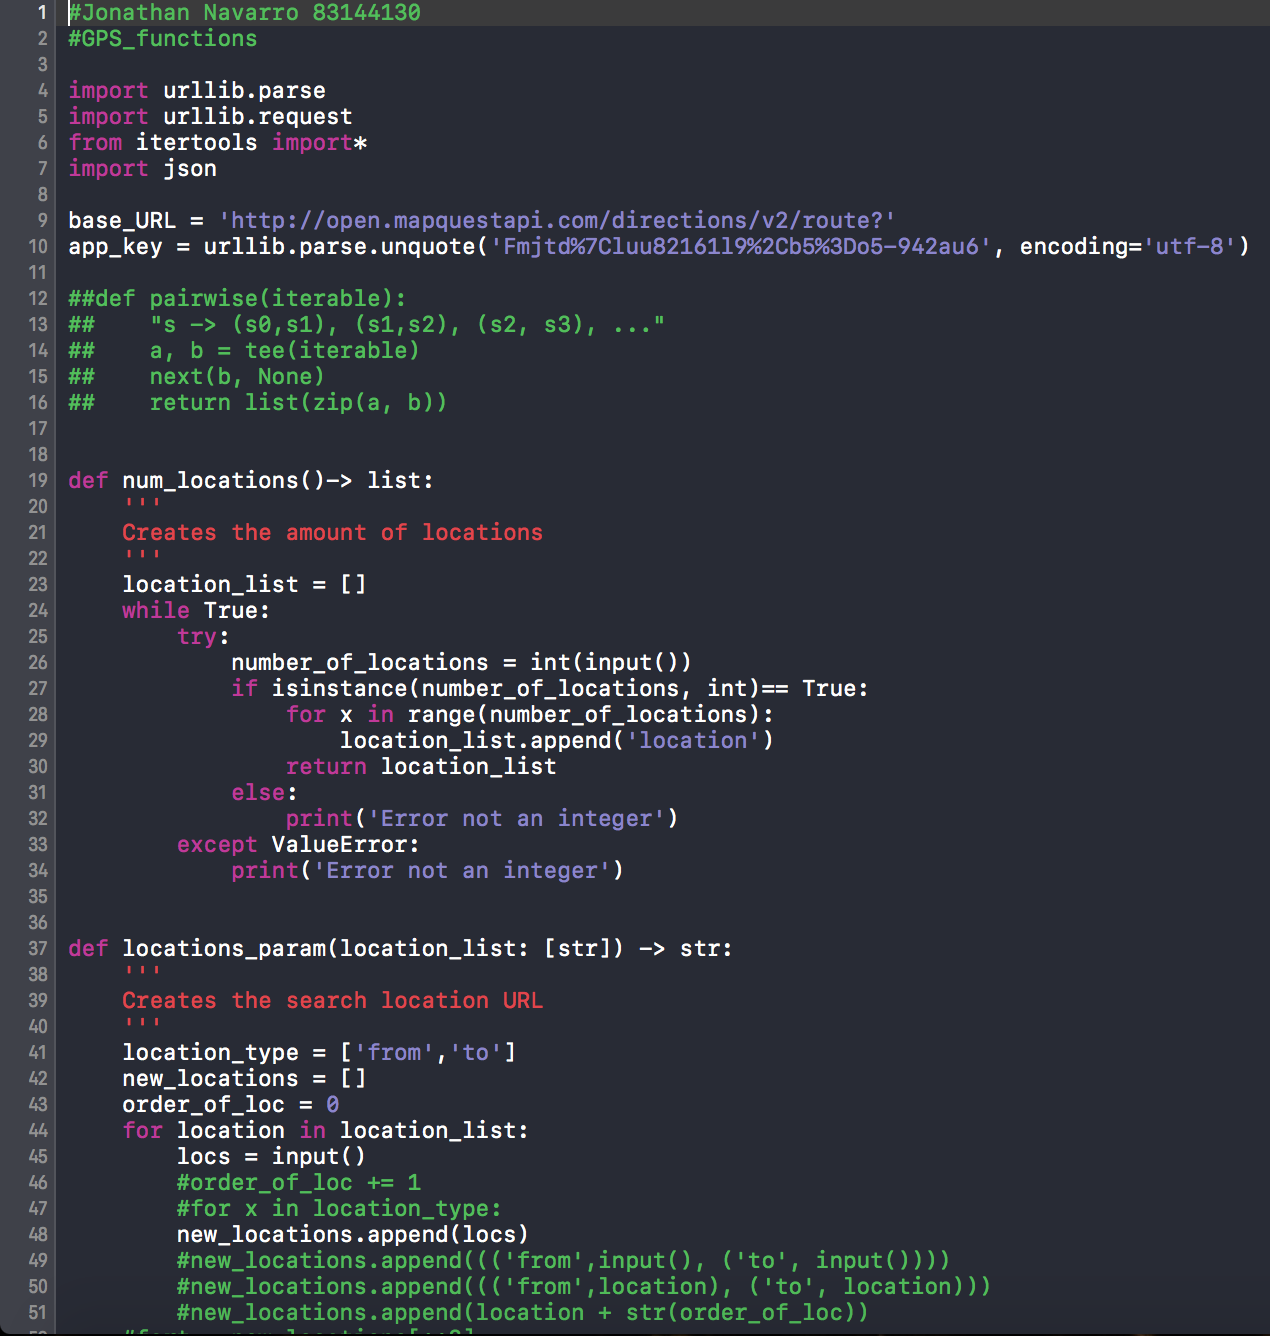 1 #Jonathan Navarro 83144130
2 #GPS_functions
3
4 import urllib.parse
5 import urllib.request
6 from itertools import*
7 import json
8
9 base_URL = 'http://open.mapquestapi.com/directions/v2/route?'
10 app_key = urllib.parse.unquote('Fmjtd%7Cluu82161l9%2Cb5%3Do5-942au6', encoding='utf-8')
11
12 ##def pairwise(iterable):
13 ##    "s -> (s0,s1), (s1,s2), (s2, s3), ..."
14 ##    a, b = tee(iterable)
15 ##    next(b, None)
16 ##    return list(zip(a, b))
17
18
19 def num_locations()-> list:
20     '''
21     Creates the amount of locations
22     '''
23     location_list = []
24     while True:
25         try:
26             number_of_locations = int(input())
27             if isinstance(number_of_locations, int)== True:
28                 for x in range(number_of_locations):
29                     location_list.append('location')
30                 return location_list
31             else:
32                 print('Error not an integer')
33         except ValueError:
34             print('Error not an integer')
35
36
37 def locations_param(location_list: [str]) -> str:
38     '''
39     Creates the search location URL
40     '''
41     location_type = ['from','to']
42     new_locations = []
43     order_of_loc = 0
44     for location in location_list:
45         locs = input()
46         #order_of_loc += 1
47         #for x in location_type:
48         new_locations.append(locs)
49         #new_locations.append((('from',input(), ('to', input())))
50         #new_locations.append((('from',location), ('to', location)))
51         #new_locations.append(location + str(order_of_loc))